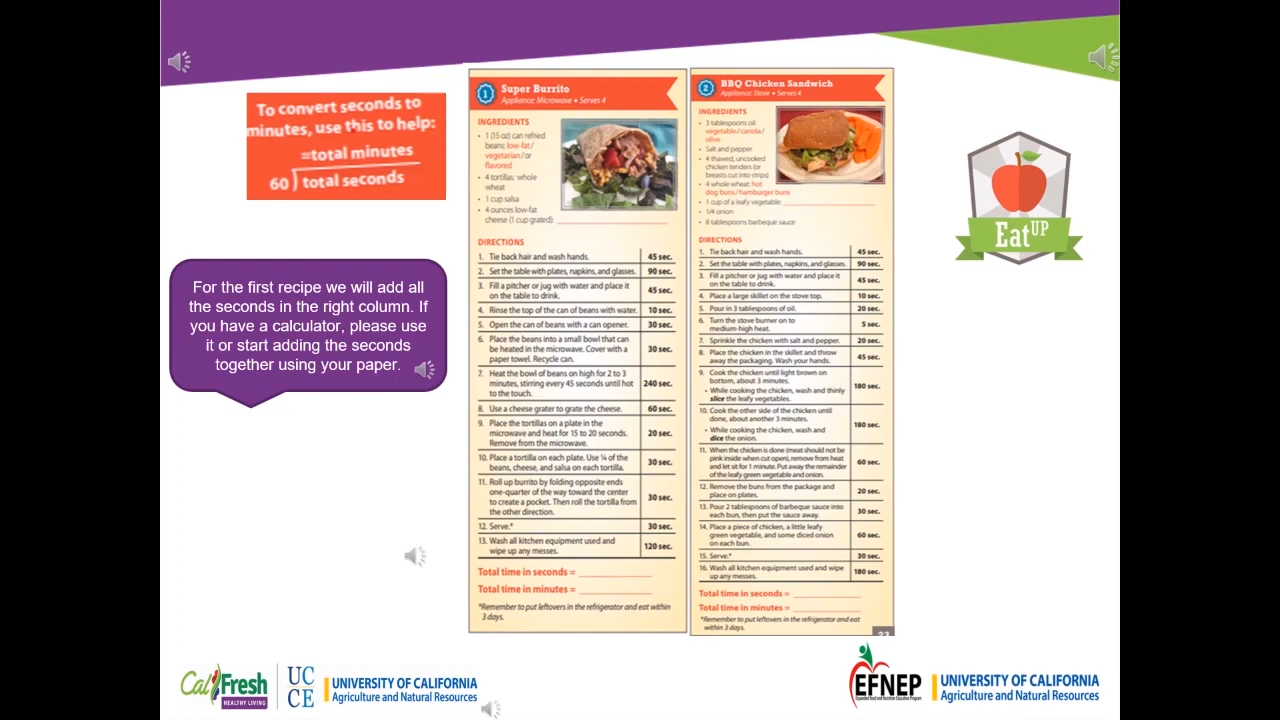 To convert seconds to
minutes, use this to help:
=total minutes
60 total seconds
For the first recipe we will add all
the seconds in the right column. If
you have a calculator, please use
it or start adding the seconds
together using your paper.
1 Super Burrito
Appliance: Microwave • Serves 4
INGREDIENTS
• 1 (15 oz) can refried
beans: low-fat /
vegetarian / or
flavored
• 4 tortillas: whole
wheat
• 1 cup salsa
• 4 ounces low-fat
cheese (1 cup grated):
DIRECTIONS
1. Tie back hair and wash hands. 45 sec.
2. Set the table with plates, napkins, and glasses. 90 sec.
3. Fill a pitcher or jug with water and place it
on the table to drink. 45 sec.
4. Rinse the top of the can of beans with water. 10 sec.
5. Open the can of beans with a can opener. 30 sec.
6. Place the beans into a small bowl that can
be heated in the microwave. Cover with a
paper towel. Recycle can. 30 sec.
7. Heat the bowl of beans on high for 2 to 3
minutes, stirring every 45 seconds until hot
to the touch. 240 sec.
8. Use a cheese grater to grate the cheese. 60 sec.
9. Place the tortillas on a plate in the
microwave and heat for 15 to 20 seconds.
Remove from the microwave. 20 sec.
10. Place a tortilla on each plate. Use ¼ of the
beans, cheese, and salsa on each tortilla. 30 sec.
11. Roll up burrito by folding opposite ends
one-quarter of the way toward the center
to create a pocket. Then roll the tortilla from
the other direction. 30 sec.
12. Serve.* 30 sec.
13. Wash all kitchen equipment used and
wipe up any messes. 120 sec.
Total time in seconds =
Total time in minutes =
*Remember to put leftovers in the refrigerator and eat within
3 days.
2 BBQ Chicken Sandwich
Appliance: Stove • Serves 4
INGREDIENTS
• 3 tablespoons oil:
vegetable / canola /
olive
• Salt and pepper
• 4 thawed, uncooked
chicken tenders (or
breasts cut into strips)
• 4 whole wheat: hot
dog buns / hamburger buns
• 1 cup of a leafy vegetable:
• 1/4 onion
• 8 tablespoons barbeque sauce
DIRECTIONS
1. Tie back hair and wash hands. 45 sec.
2. Set the table with plates, napkins, and glasses. 90 sec.
3. Fill a pitcher or jug with water and place it
on the table to drink. 45 sec.
4. Place a large skillet on the stove top. 10 sec.
5. Pour in 3 tablespoons of oil. 20 sec.
6. Turn the stove burner on to
medium-high heat. 5 sec.
7. Sprinkle the chicken with salt and pepper. 20 sec.
8. Place the chicken in the skillet and throw
away the packaging. Wash your hands. 45 sec.
9. Cook the chicken until light brown on
bottom, about 3 minutes.
• While cooking the chicken, wash and thinly
slice the leafy vegetables. 180 sec.
10. Cook the other side of the chicken until
done, about another 3 minutes.
• While cooking the chicken, wash and
dice the onion. 180 sec.
11. When the chicken is done (meat should not be
pink inside when cut open), remove from heat
and let sit for 1 minute. Put away the remainder
of the leafy green vegetable and onion. 60 sec.
12. Remove the buns from the package and
place on plates. 20 sec.
13. Pour 2 tablespoons of barbeque sauce into
each bun, then put the sauce away. 30 sec.
14. Place a piece of chicken, a little leafy
green vegetable, and some diced onion
on each bun. 60 sec.
15. Serve.* 30 sec.
16. Wash all kitchen equipment used and wipe
up any messes. 180 sec.
Total time in seconds =
Total time in minutes =
*Remember to put leftovers in the refrigerator and eat
within 3 days.
23
Eat UP
CalFresh
HEALTHY LIVING
UC
CE
UNIVERSITY OF CALIFORNIA
Agriculture and Natural Resources
EFNEP
Expanded Food and Nutrition Education Program
UNIVERSITY OF CALIFORNIA
Agriculture and Natural Resources